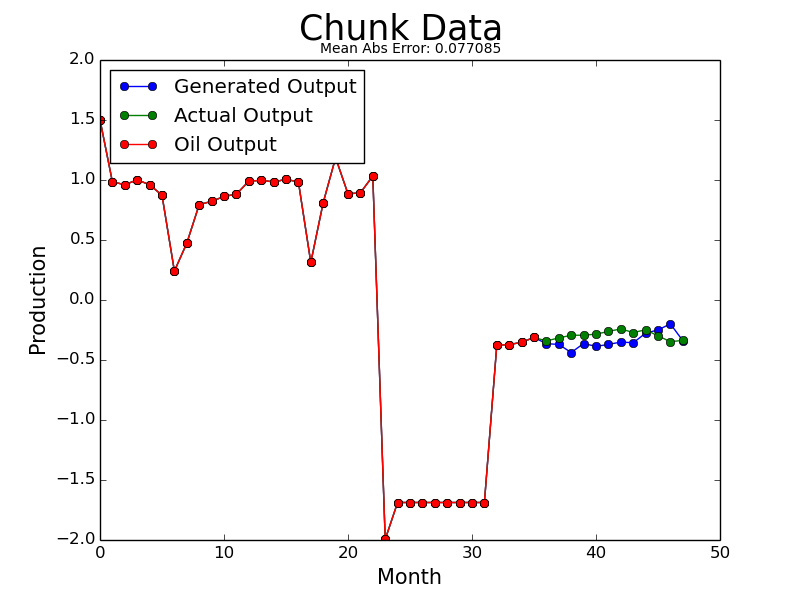 Chunk Data
Mean Abs Error: 0.077085
Generated Output
Actual Output
Oil Output
Production
2.0
1.5
1.0
0.5
0.0
−0.5
−1.0
−1.5
−2.0
0 10 20 30 40 50
Month